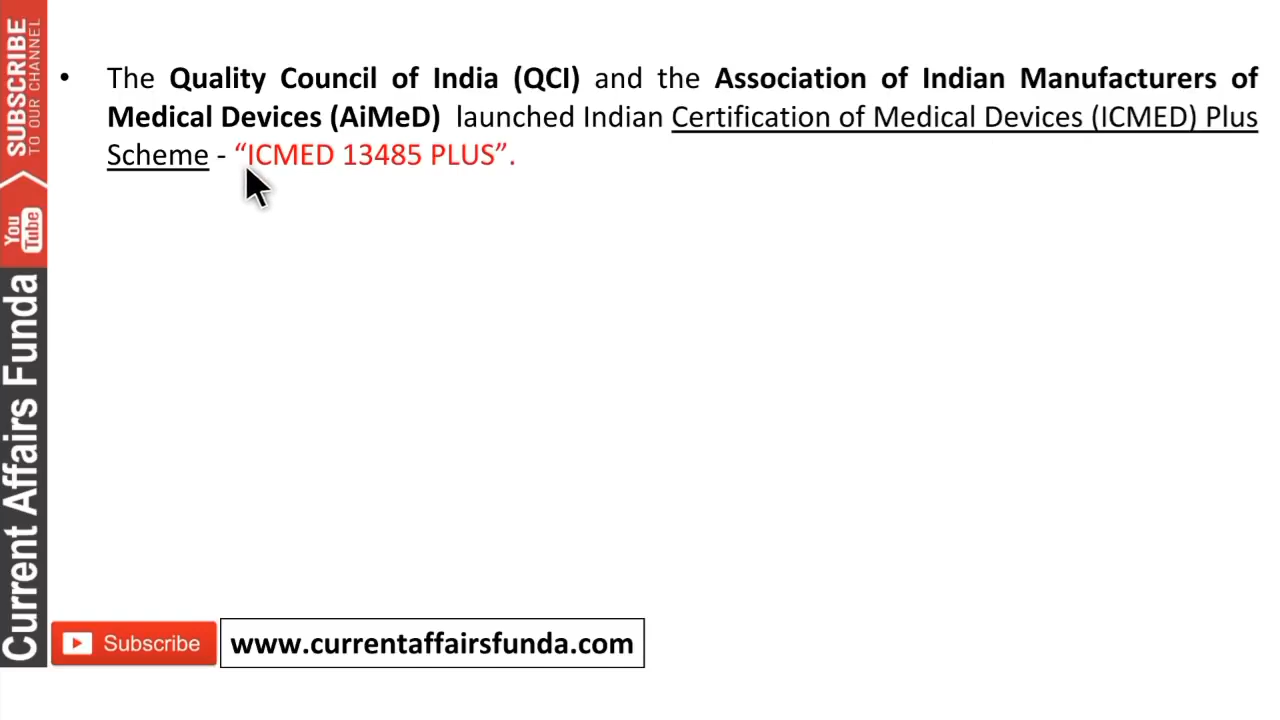 • The Quality Council of India (QCI) and the Association of Indian Manufacturers of
Medical Devices (AiMeD) launched Indian Certification of Medical Devices (ICMED) Plus
Scheme - “ICMED 13485 PLUS”.
SUBSCRIBE
TO OUR CHANNEL
You
Tube
Current Affairs Funda
Subscribe
www.currentaffairsfunda.com